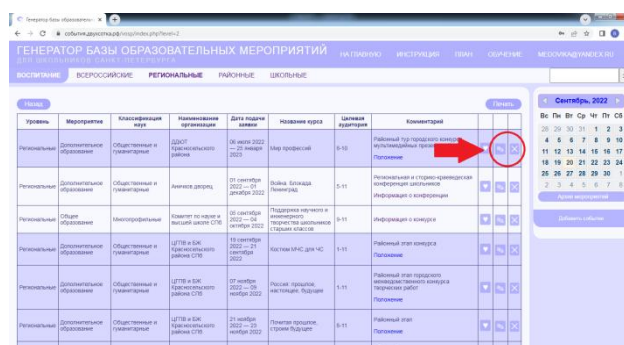 Генератор базы образовательн
события.двухсотка.рф/vssp/index.php?level=2
ГЕНЕРАТОР БАЗЫ ОБРАЗОВАТЕЛЬНЫХ МЕРОПРИЯТИЙ
ДЛЯ ШКОЛЬНИКОВ САНКТ-ПЕТЕРБУРГА
НА ГЛАВНУЮ ИНСТРУКЦИЯ ПЛАН ОБУЧЕНИЕ MEDOVIKA@YANDEX.RU
ВОСПИТАНИЕ ВСЕРОССИЙСКИЕ РЕГИОНАЛЬНЫЕ РАЙОННЫЕ ШКОЛЬНЫЕ
Назад Печать
Уровень Мероприятие Классификация наук Наименование организации Дата подачи заявки Название курса Целевая аудитория Комментарий
Региональные Дополнительное образование Общественные и гуманитарные ДДЮТ Красносельского района 06 июля 2022 — 25 января 2023 Мир профессий 5-10 Районный тур городского конкурса мультимедийных
Положение
Региональные Дополнительное образование Общественные и гуманитарные Аничков дворец 01 сентября 2022 — 01 декабря 2022 Война. Блокада. Ленинград 5-11 Региональная историко-краеведческая конференция школьников
Информация о конференции
Региональные Общее образование Многопрофильные Комитет по науке и высшей школе СПб 05 сентября 2022 — 04 октября 2022 Поддержка научного и инженерного творчества школьников старших классов 9-11 Информация о конкурсе
Региональные Дополнительное образование Общественные и гуманитарные ЦГПВ и БЖ Красносельского района СПб 19 сентября 2022 — 21 сентября 2022 Костюм МЧС для ЧС 1-11 Районный этап конкурса
Положение
Региональные Дополнительное образование Общественные и гуманитарные ЦГПВ и БЖ Красносельского района СПб 07 ноября 2022 — 09 ноября 2022 Россия: прошлое, настоящее, будущее 1-11 Районный этап городского межведомственного конкурса творческих работ
Положение
Региональные Дополнительное образование Общественные и гуманитарные ЦГПВ и БЖ Красносельского района СПб 21 ноября 2022 — 25 ноября 2022 Почитая прошлое, строим будущее 5-11 Районный этап
Положение
Сентябрь, 2022
Вс Пн Вт Ср Чт Пт Сб
28 29 30 31 1 2 3
4 5 6 7 8 9 10
11 12 13 14 15 16 17
18 19 20 21 22 23 24
25 26 27 28 29 30 1
2 3 4 5 6 7 8
Архив мероприятий
Добавить событие